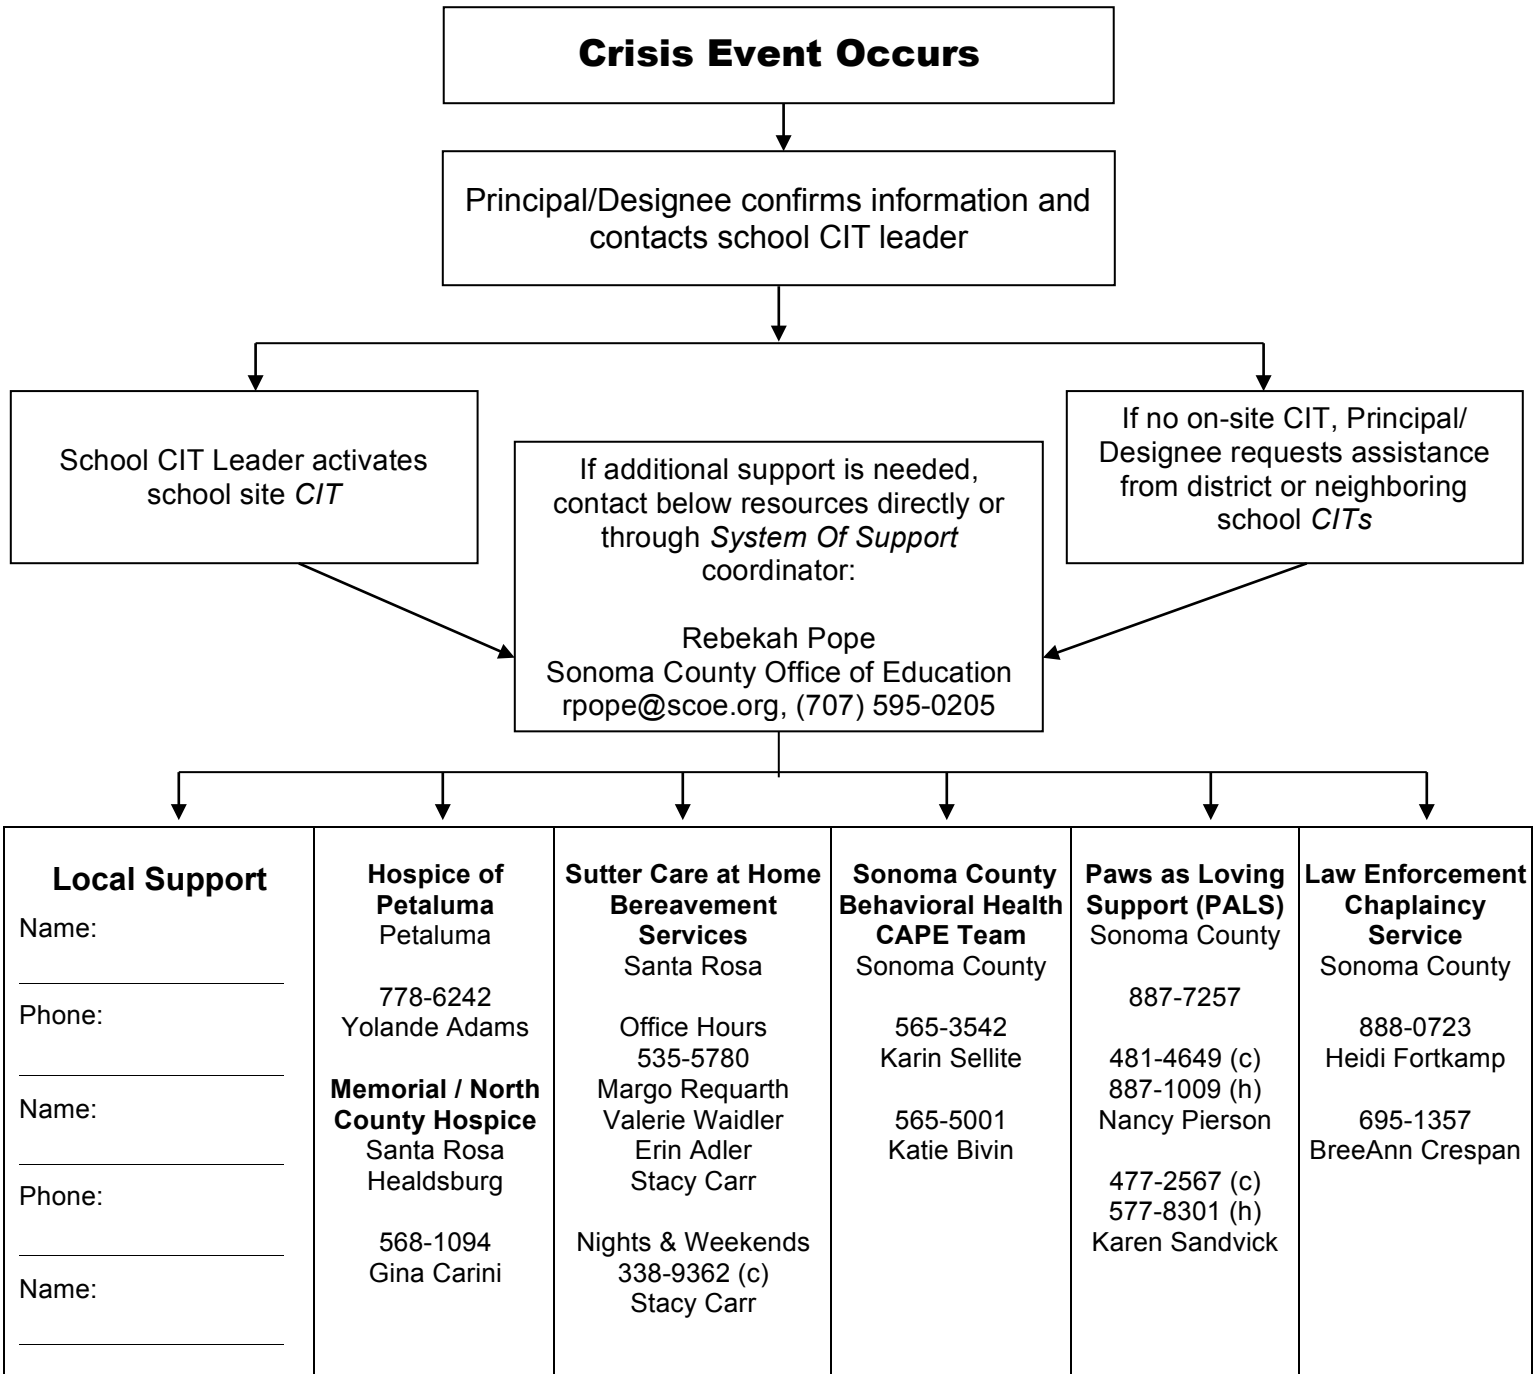 Crisis Event Occurs
Principal/Designee confirms information and
contacts school CIT leader
School CIT Leader activates
school site CIT
If additional support is needed,
contact below resources directly or
through System Of Support
coordinator:
Rebekah Pope
Sonoma County Office of Education
rpope@scoe.org, (707) 595-0205
If no on-site CIT, Principal/
Designee requests assistance
from district or neighboring
school CITs
Local Support
Name:
Phone:
Name:
Phone:
Name:
Hospice of
Petaluma
Petaluma
778-6242
Yolande Adams
Memorial / North
County Hospice
Santa Rosa
Healdsburg
568-1094
Gina Carini
Sutter Care at Home
Bereavement
Services
Santa Rosa
Office Hours
535-5780
Margo Requarth
Valerie Waidler
Erin Adler
Stacy Carr
Nights & Weekends
338-9362 (c)
Stacy Carr
Sonoma County
Behavioral Health
CAPE Team
Sonoma County
565-3542
Karin Sellite
565-5001
Katie Bivin
Paws as Loving
Support (PALS)
Sonoma County
887-7257
481-4649 (c)
887-1009 (h)
Nancy Pierson
477-2567 (c)
577-8301 (h)
Karen Sandvick
Law Enforcement
Chaplaincy
Service
Sonoma County
888-0723
Heidi Fortkamp
695-1357
BreeAnn Crespan